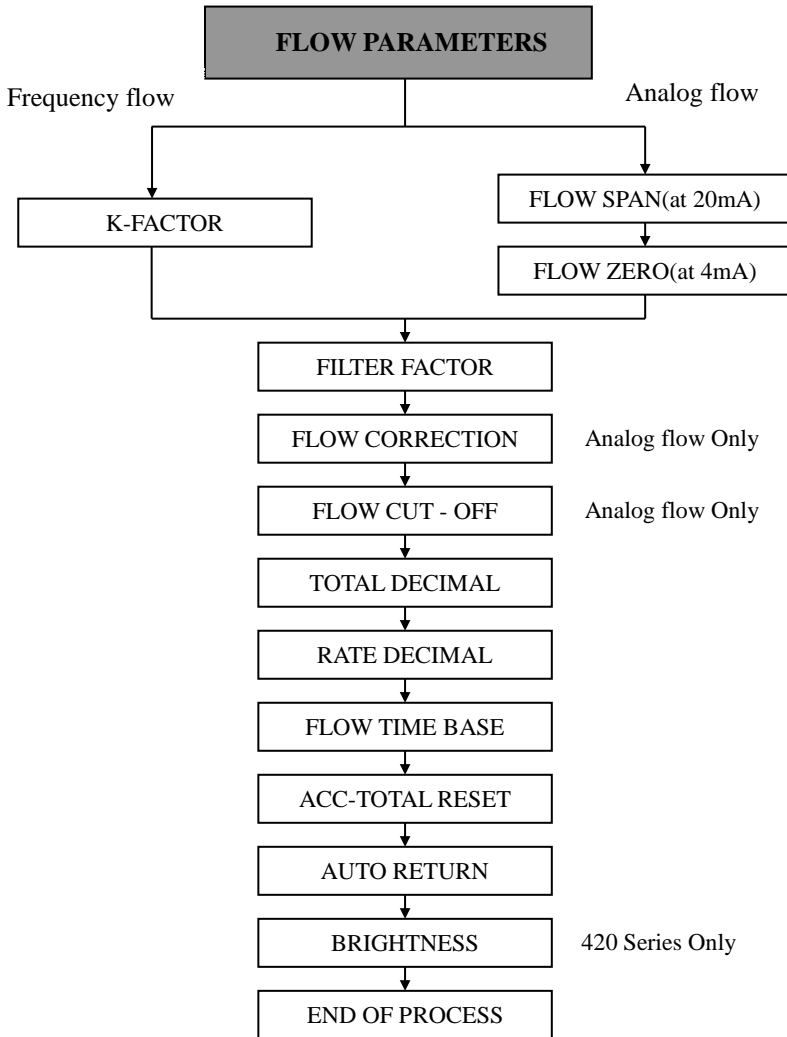 FLOW PARAMETERS
Frequency flow
Analog flow
FLOW SPAN(at 20mA)
K-FACTOR
FLOW ZERO(at 4mA)
FILTER FACTOR
FLOW CORRECTION
Analog flow Only
FLOW CUT - OFF
Analog flow Only
TOTAL DECIMAL
RATE DECIMAL
FLOW TIME BASE
ACC-TOTAL RESET
AUTO RETURN
BRIGHTNESS
420 Series Only
END OF PROCESS